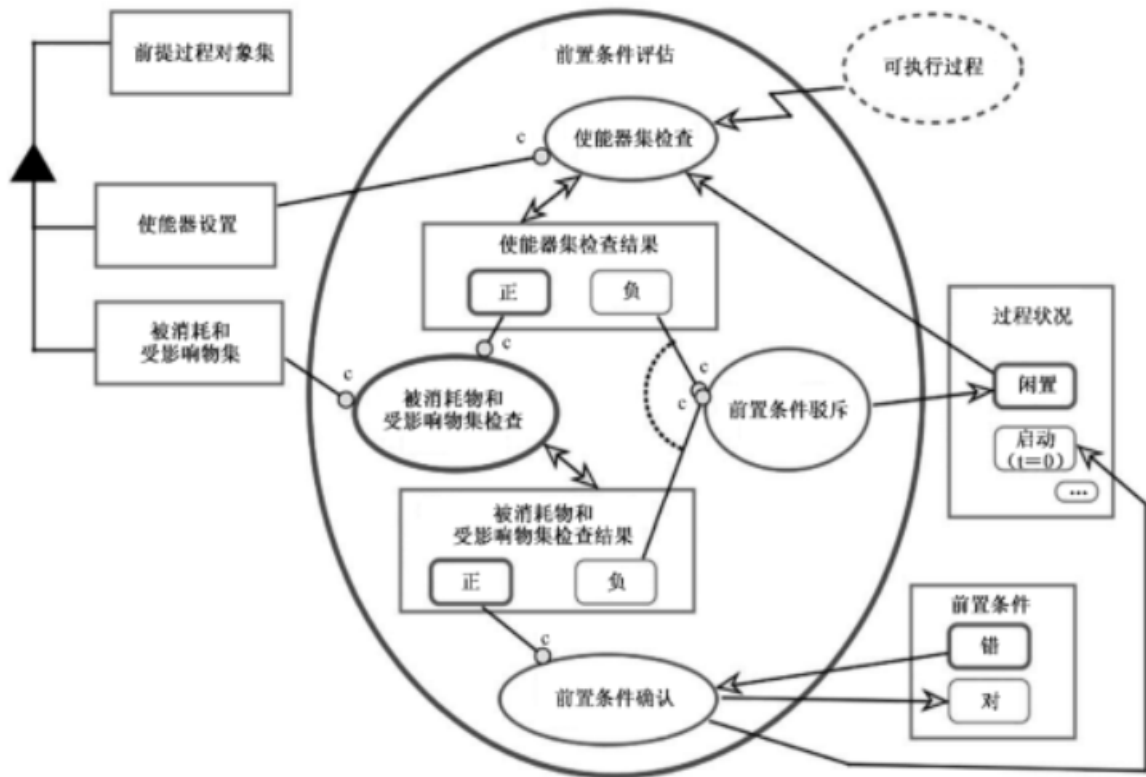 前提过程对象集
前置条件评估
可执行过程
c
使能器集检查
使能器设置
使能器集检查结果
正
负
被消耗和
受影响物集
过程状况
c
c
c
c
闲置
被消耗物和
受影响物集检查
前置条件驳斥
启动
(t=0)
...
被消耗物和
受影响物集检查结果
正
负
前置条件
c
错
前置条件确认
对